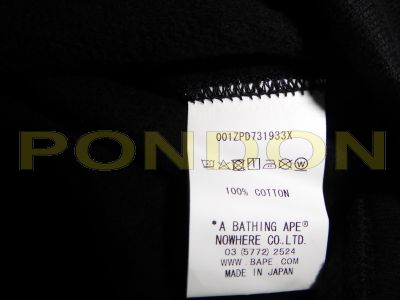 001ZPD731933X
PONDON
100% COTTON
*A BATHING APE®
NOWHERE CO.,LTD.
03 (5772) 2524
WWW.BAPE.COM
MADE IN JAPAN